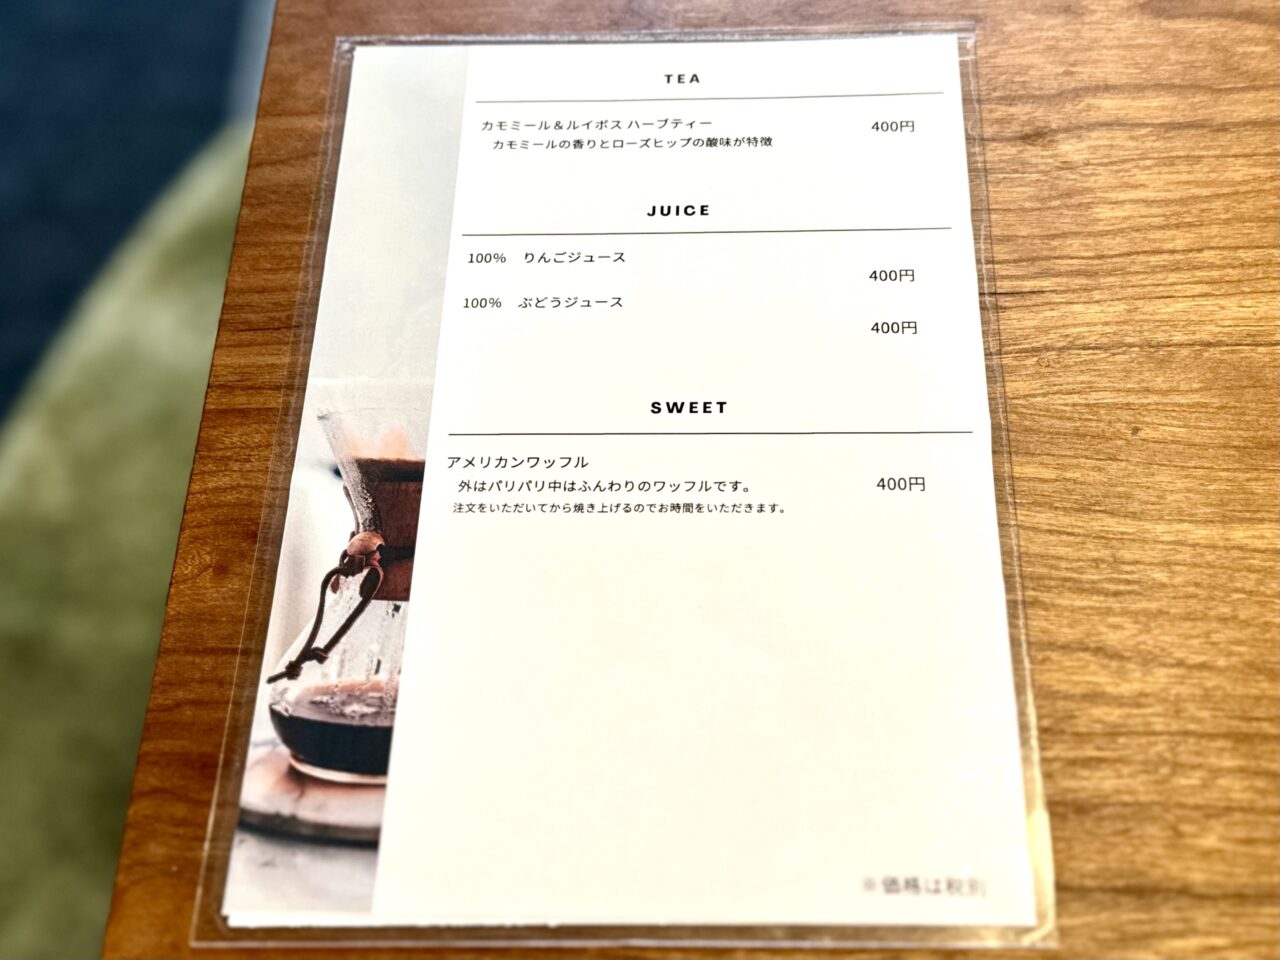 TEA
カモミール＆ルイボス ハーブティー 400円
カモミールの香りとローズヒップの酸味が特徴
JUICE
100% りんごジュース
400円
100% ぶどうジュース
400円
SWEET
アメリカンワッフル
外はパリパリ中はふんわりのワッフルです。 400円
注文をいただいてから焼き上げるのでお時間をいただきます。
※価格は税別